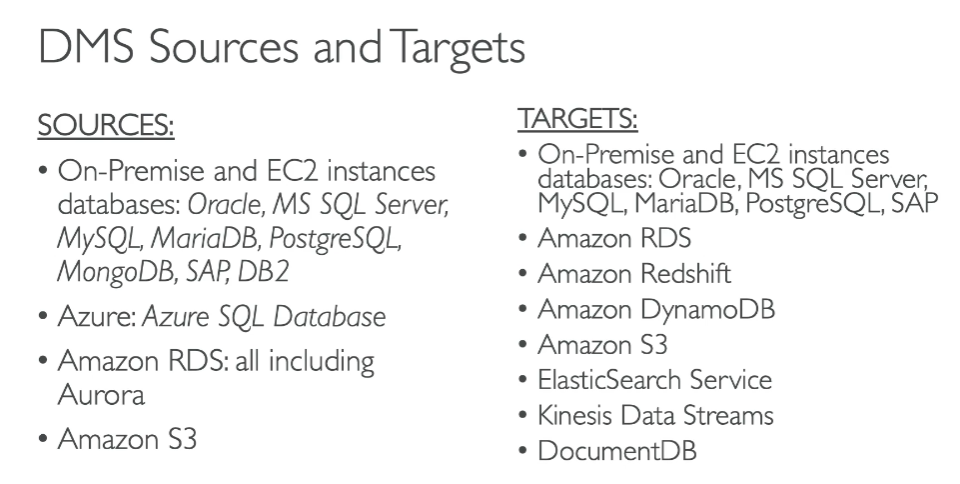 DMS Sources and Targets
SOURCES:
• On-Premise and EC2 instances
databases: Oracle, MS SQL Server,
MySQL, MariaDB, PostgreSQL,
MongoDB, SAP, DB2
• Azure: Azure SQL Database
• Amazon RDS: all including
Aurora
• Amazon S3
TARGETS:
• On-Premise and EC2 instances
databases: Oracle, MS SQL Server,
MySQL, MariaDB, PostgreSQL, SAP
• Amazon RDS
• Amazon Redshift
• Amazon DynamoDB
• Amazon S3
• ElasticSearch Service
• Kinesis Data Streams
• DocumentDB